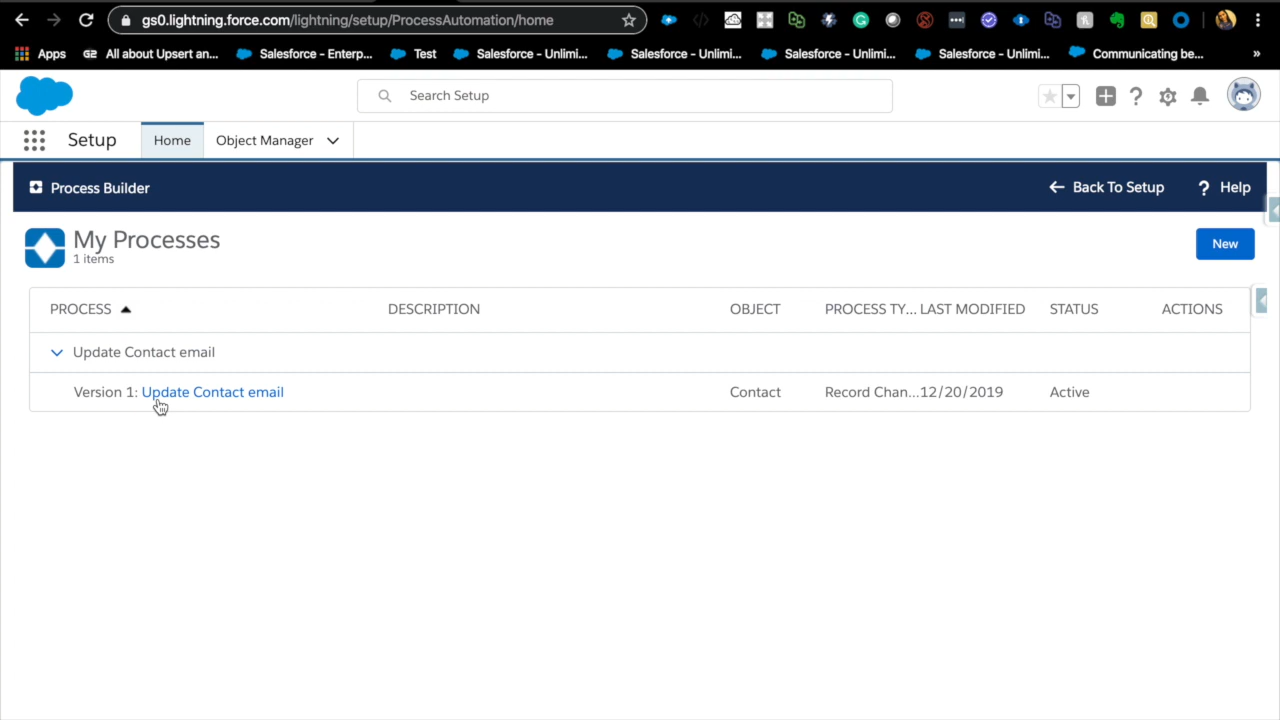 gs0.lightning.force.com/lightning/setup/ProcessAutomation/home
Apps G2 All about Upsert an... Salesforce – Enterp... Test Salesforce – Unlimi... Salesforce – Unlimi... Salesforce – Unlimi... Salesforce – Unlimi... Communicating be... »
Search Setup
Setup Home Object Manager
Process Builder Back To Setup ? Help
My Processes
1 items
New
PROCESS DESCRIPTION OBJECT PROCESS TY... LAST MODIFIED STATUS ACTIONS
Update Contact email
Version 1: Update Contact email Contact Record Chan... 12/20/2019 Active